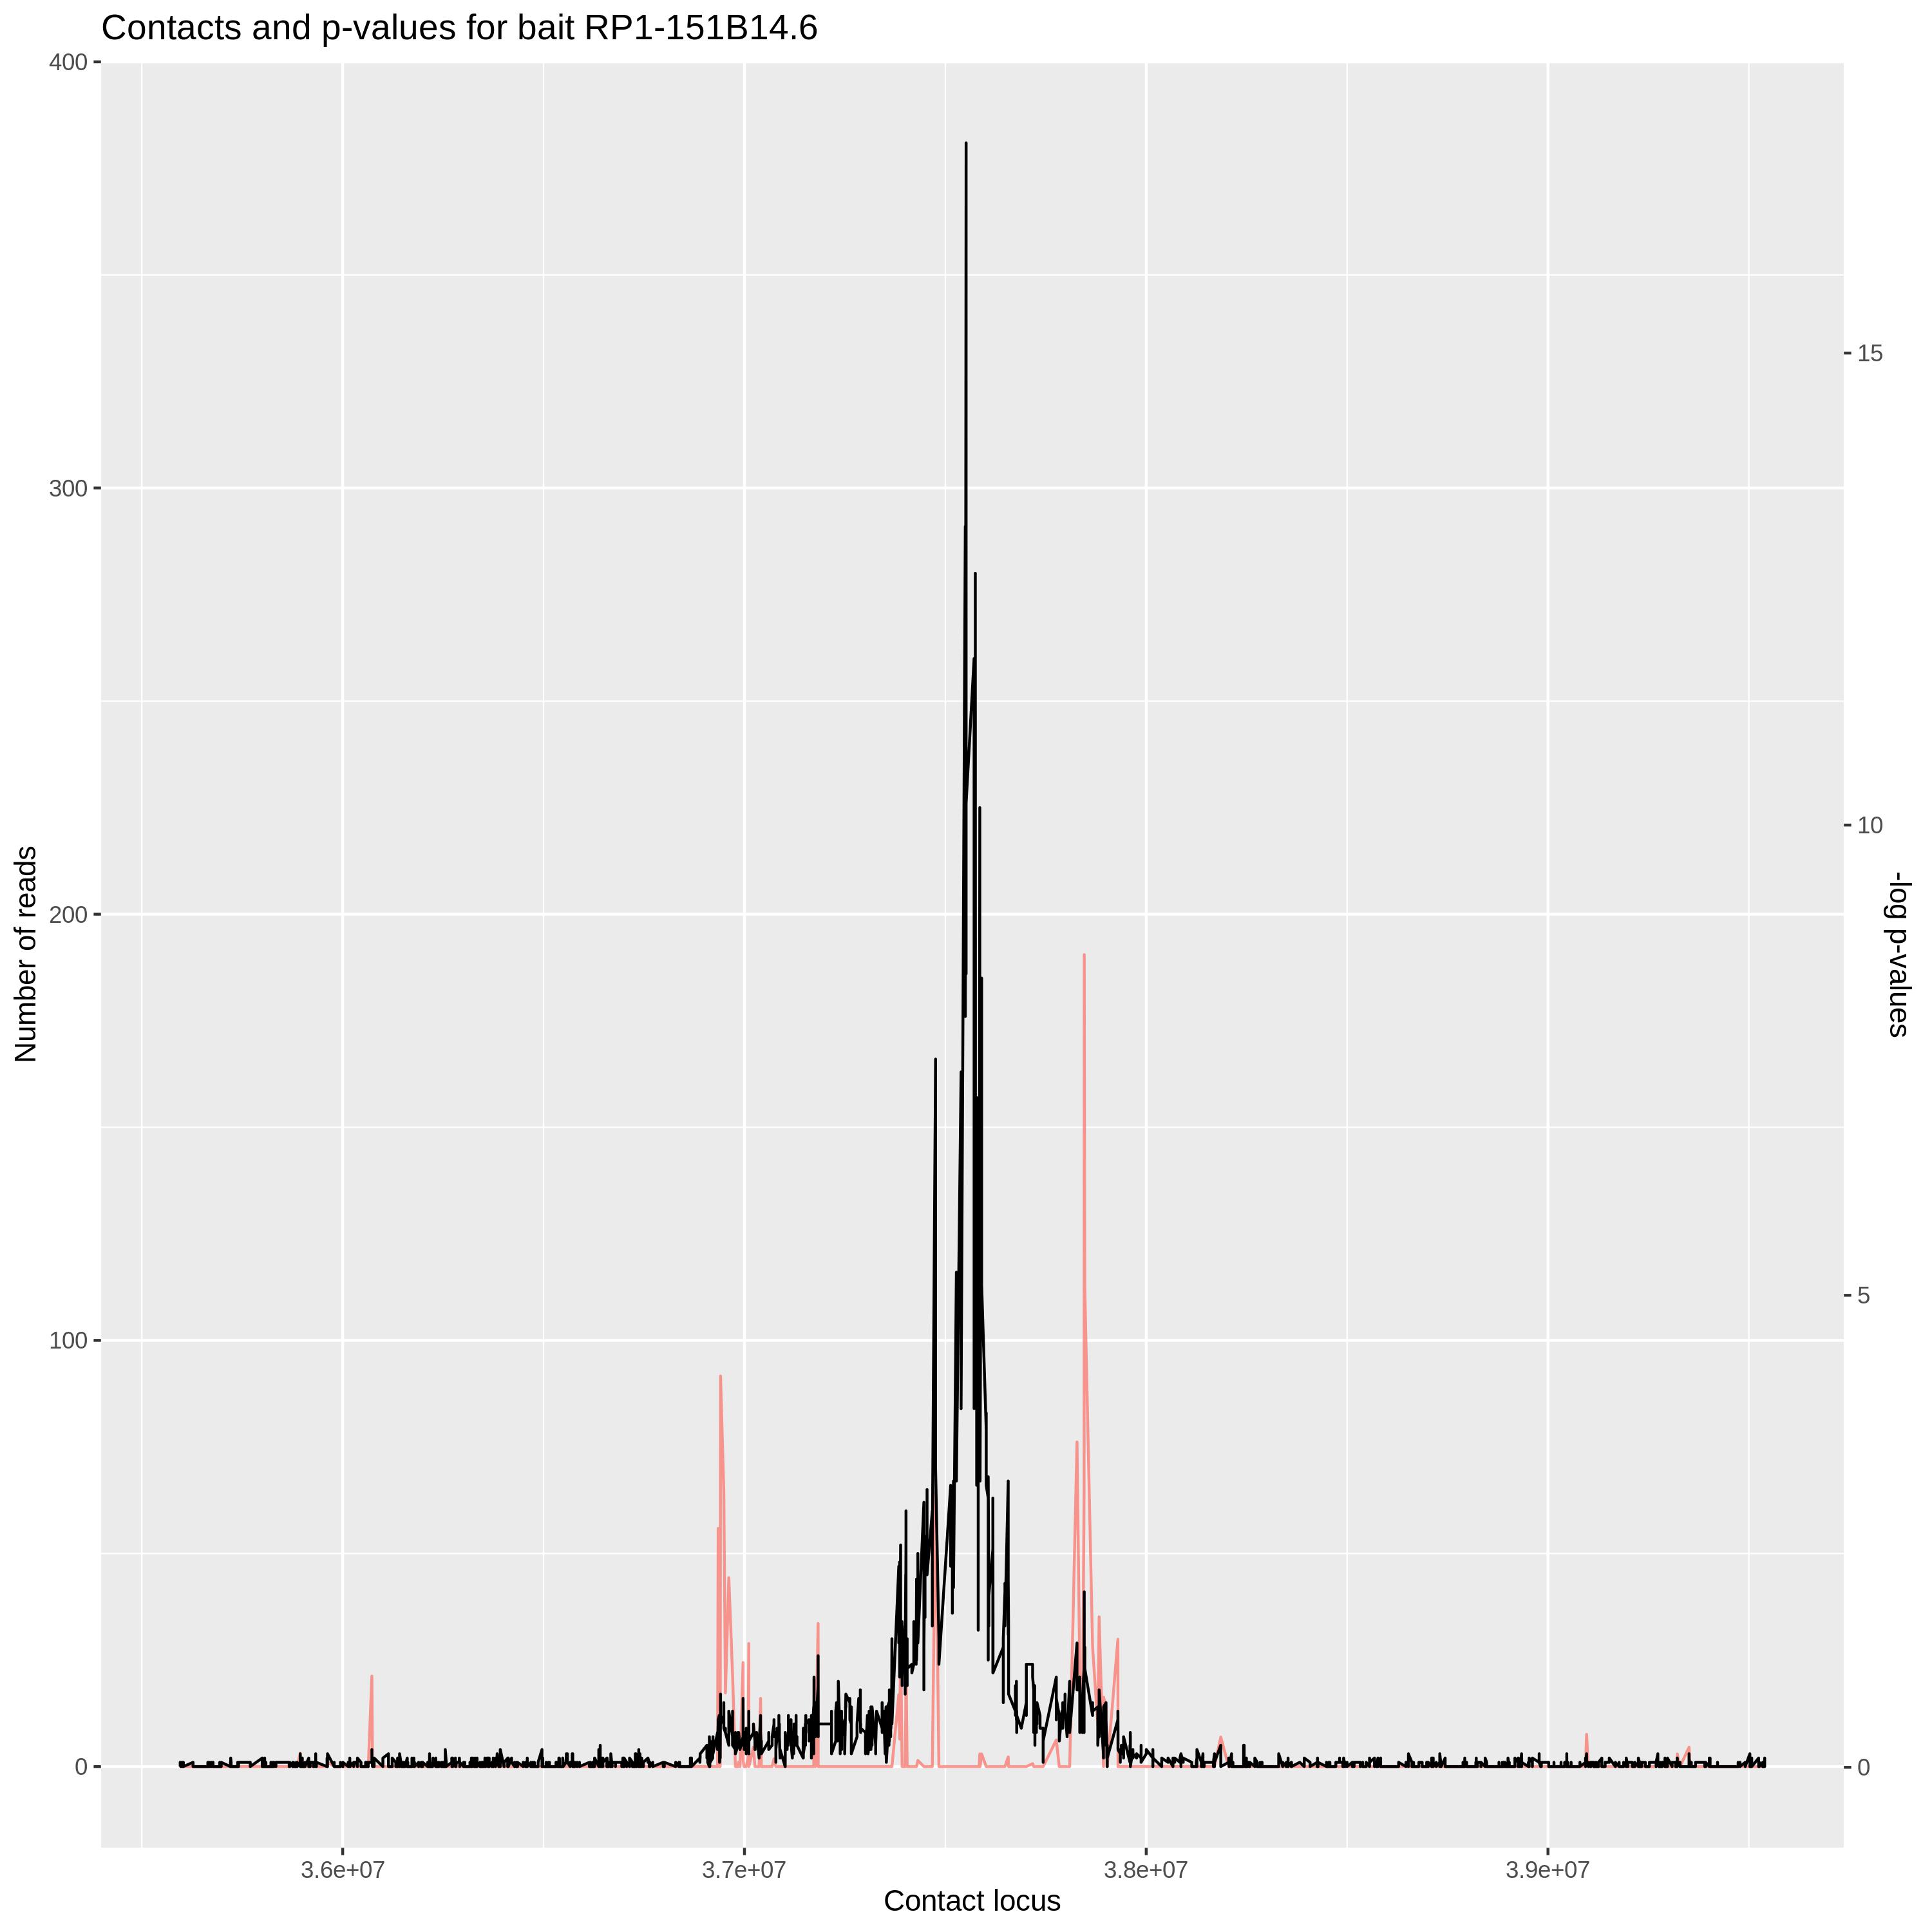 Contacts and p-values for bait RP1-151B14.6
400
300
200
100
0
Number of reads
15
10
5
0
-log p-values
3.6e+07
3.7e+07
3.8e+07
3.9e+07
Contact locus